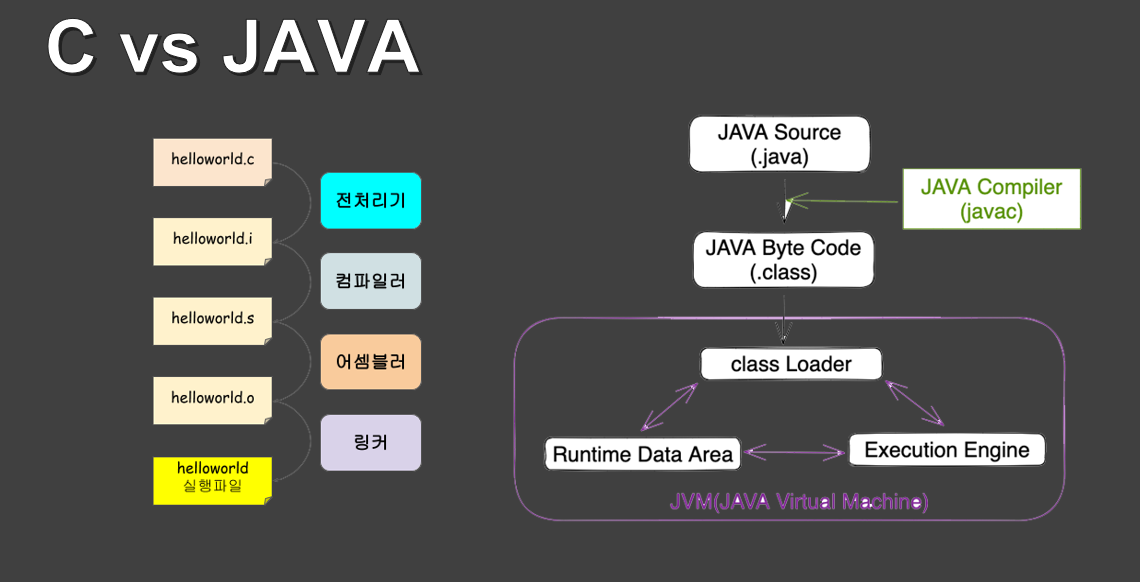 C vs JAVA
helloworld.c
전처리기
helloworld.i
컴파일러
helloworld.s
어셈블러
helloworld.o
링커
helloworld
실행파일
JAVA Source
(.java)
JAVA Compiler
(javac)
JAVA Byte Code
(.class)
class Loader
Runtime Data Area
Execution Engine
JVM(JAVA Virtual Machine)